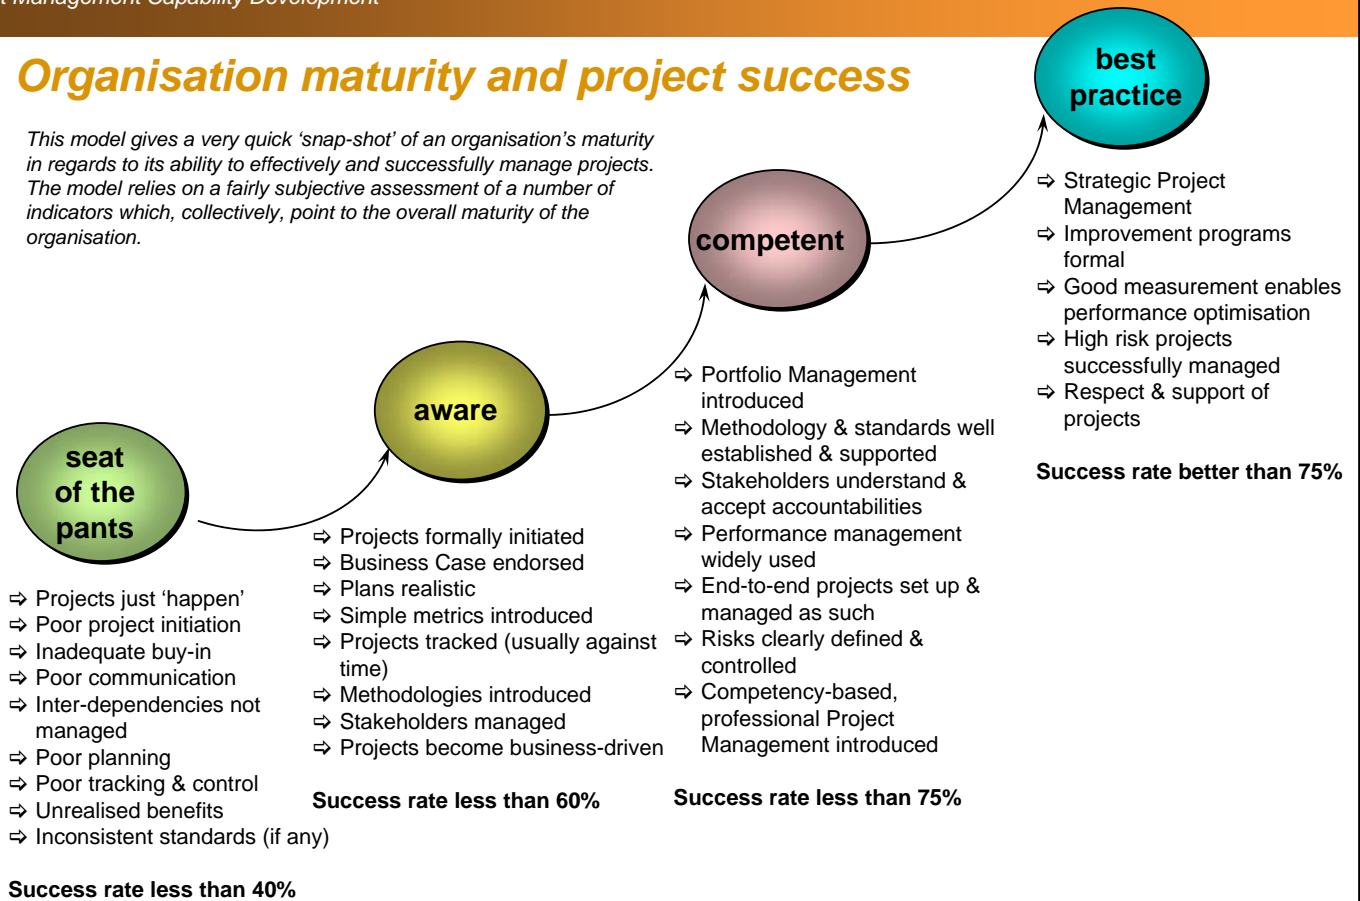 t Management Capability Development
Organisation maturity and project success
This model gives a very quick ‘snap-shot’ of an organisation’s maturity
in regards to its ability to effectively and successfully manage projects.
The model relies on a fairly subjective assessment of a number of
indicators which, collectively, point to the overall maturity of the
organisation.
seat
of the
pants
⇨ Projects just ‘happen’
⇨ Poor project initiation
⇨ Inadequate buy-in
⇨ Poor communication
⇨ Inter-dependencies not
managed
⇨ Poor planning
⇨ Poor tracking & control
⇨ Unrealised benefits
⇨ Inconsistent standards (if any)
Success rate less than 40%
aware
⇨ Projects formally initiated
⇨ Business Case endorsed
⇨ Plans realistic
⇨ Simple metrics introduced
⇨ Projects tracked (usually against
time)
⇨ Methodologies introduced
⇨ Stakeholders managed
⇨ Projects become business-driven
Success rate less than 60%
competent
⇨ Portfolio Management
introduced
⇨ Methodology & standards well
established & supported
⇨ Stakeholders understand &
accept accountabilities
⇨ Performance management
widely used
⇨ End-to-end projects set up &
managed as such
⇨ Risks clearly defined &
controlled
⇨ Competency-based,
professional Project
Management introduced
Success rate less than 75%
best
practice
⇨ Strategic Project
Management
⇨ Improvement programs
formal
⇨ Good measurement enables
performance optimisation
⇨ High risk projects
successfully managed
⇨ Respect & support of
projects
Success rate better than 75%